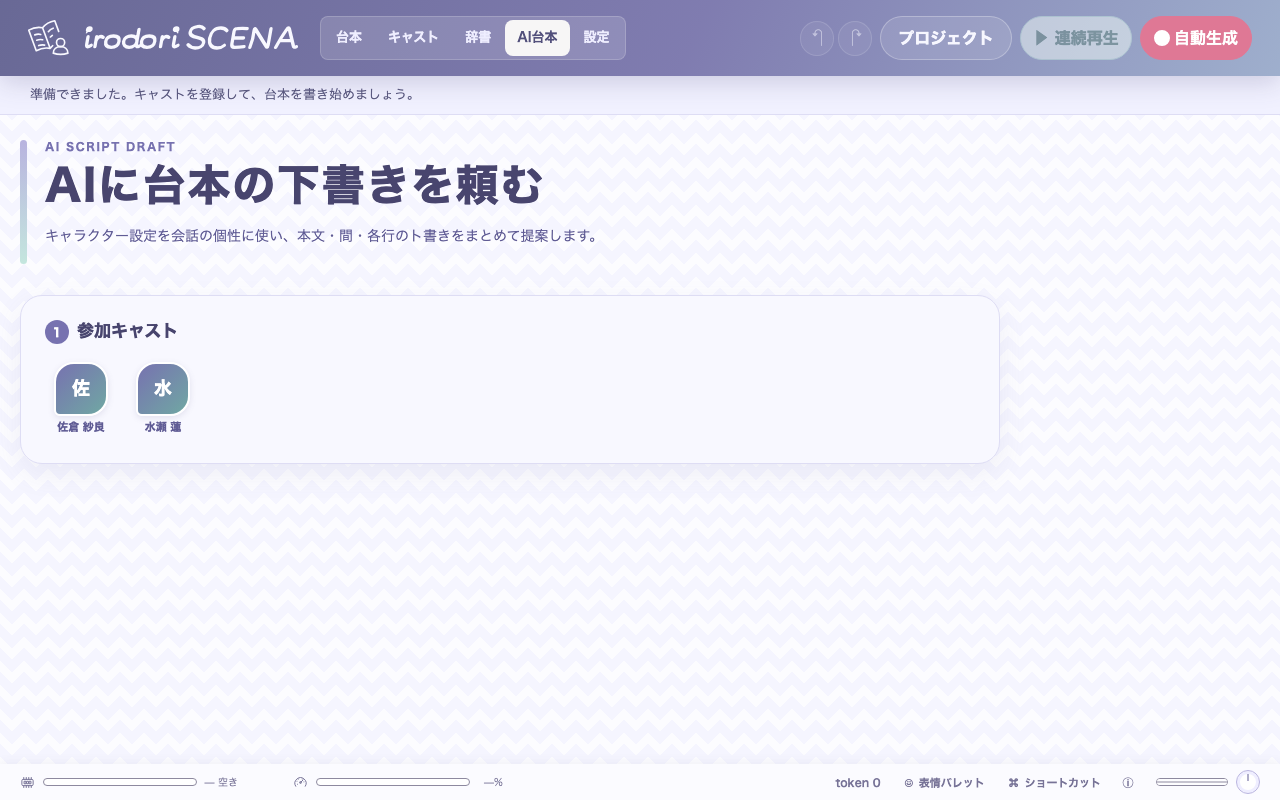 irodori SCENA
台本 キャスト 辞書 AI台本 設定
プロジェクト
▶ 連続再生
自動生成
準備できました。キャストを登録して、台本を書き始めましょう。
AI SCRIPT DRAFT
AIに台本の下書きを頼む
キャラクター設定を会話の個性に使い、本文・間・各行のト書きをまとめて提案します。
1 参加キャスト
佐 水
佐倉 紗良 水瀬 蓮
— 空き —% token 0 ◎ 表情パレット ⌘ ショートカット ⓘ